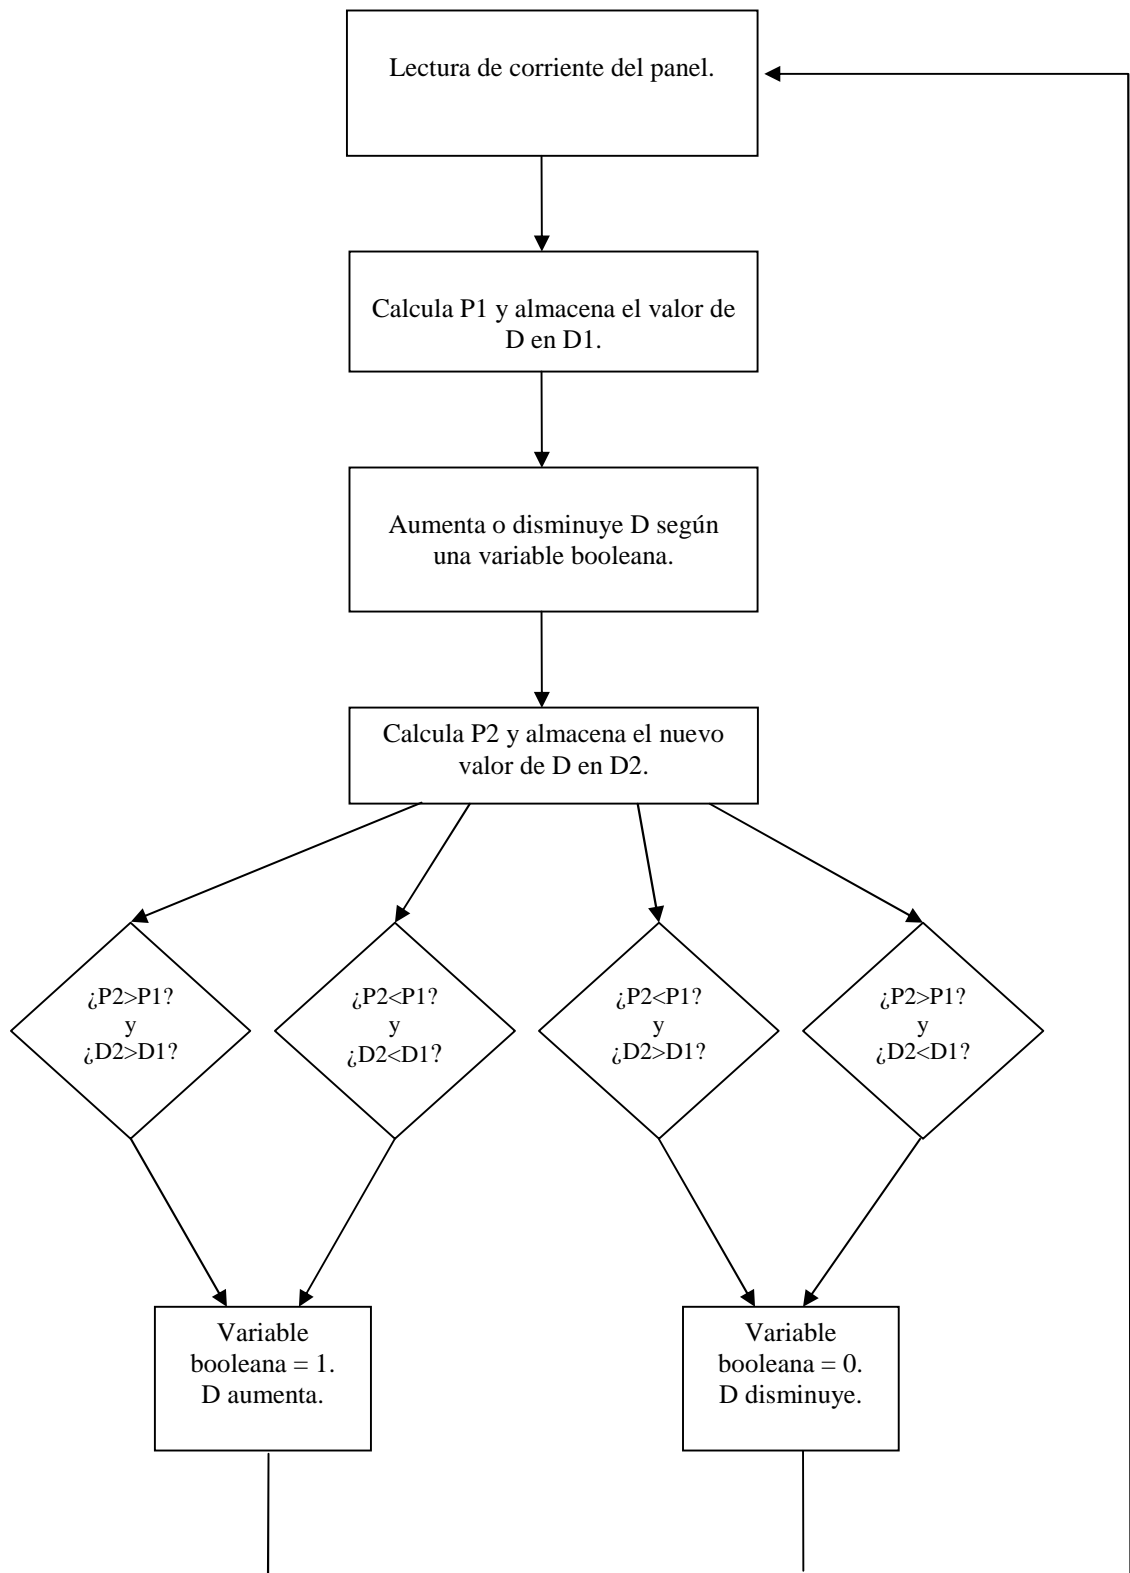 Lectura de corriente del panel.
Calcula P1 y almacena el valor de
D en D1.
Aumenta o disminuye D según
una variable booleana.
Calcula P2 y almacena el nuevo
valor de D en D2.
¿P2>P1?
y
¿D2>D1?
¿P2<P1?
y
¿D2<D1?
¿P2<P1?
y
¿D2>D1?
¿P2>P1?
y
¿D2<D1?
Variable
booleana = 1.
D aumenta.
Variable
booleana = 0.
D disminuye.